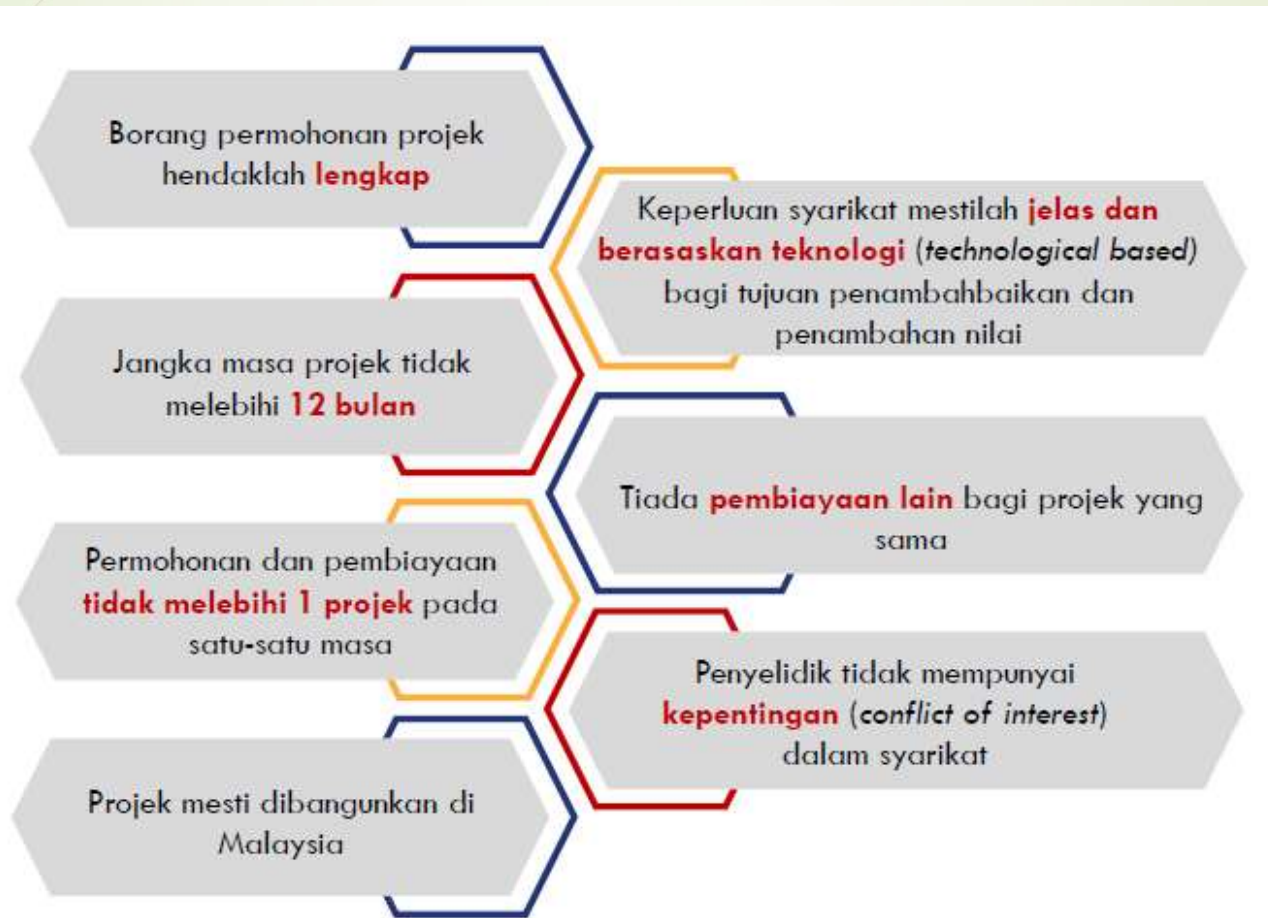 Borang permohonan projek
hendaklah lengkap
Keperluan syarikat mestilah jelas dan
berasaskan teknologi (technological based)
bagi tujuan penambahbaikan dan
penambahan nilai
Jangka masa projek tidak
melebihi 12 bulan
Tiada pembiayaan lain bagi projek yang
sama
Permohonan dan pembiayaan
tidak melebihi 1 projek pada
satu-satu masa
Penyelidik tidak mempunyai
kepentingan (conflict of interest)
dalam syarikat
Projek mesti dibangunkan di
Malaysia